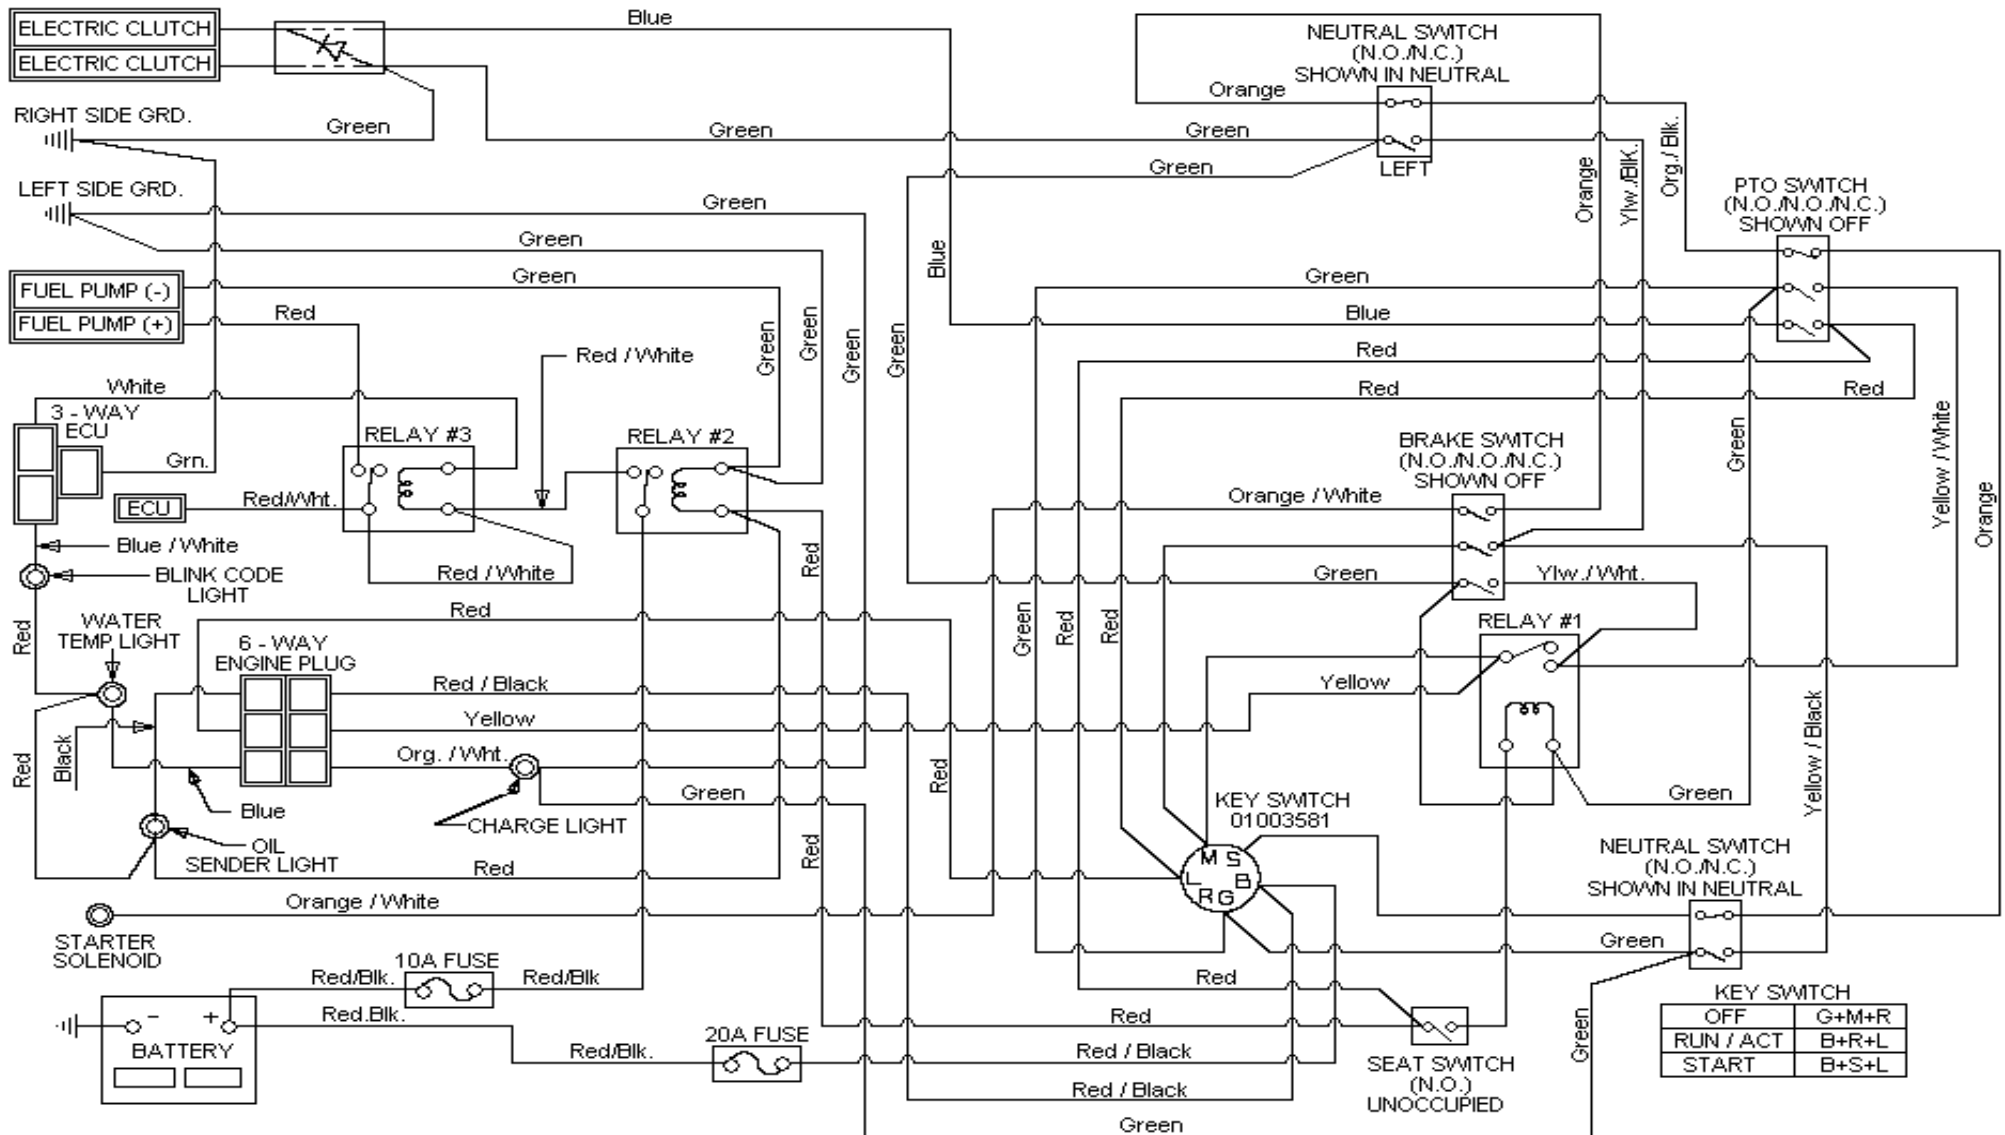 ELECTRIC CLUTCH
ELECTRIC CLUTCH
Blue
NEUTRAL SWITCH
(N.O./N.C.)
SHOWN IN NEUTRAL
Orange
RIGHT SIDE GRD.
Green
Green
Green
Green
LEFT
Orange
Ylw./BlK.
Org./ Blk.
PTO SWITCH
(N.O./N.O./N.C.)
SHOWN OFF
LEFT SIDE GRD.
Green
Green
Green
Blue
Green
FUEL PUMP (-)
FUEL PUMP (+)
Red
Blue
Red
Red
Red
Green
Green
Green
Green
Red / White
White
3 - WAY
ECU
Grn.
RELAY #3
RELAY #2
ECU
Red/Wht.
Blue / White
BLINK CODE
LIGHT
Red / White
Red
BRAKE SWITCH
(N.O./N.O./N.C.)
SHOWN OFF
Orange / White
Green
Yellow / White
Orange
Green
Ylw./ Wht.
RELAY #1
Red
WATER
TEMP LIGHT
Red
6 - WAY
ENGINE PLUG
Red / Black
Yellow
Org. / Wht.
Red
Black
Blue
Green
CHARGE LIGHT
Green
Red
Red
Yellow
Yellow / Black
Green
OIL
SENDER LIGHT
Red
Red
Red
KEY SWITCH
01003581
M S
L B
R G
NEUTRAL SWITCH
(N.O./N.C.)
SHOWN IN NEUTRAL
Green
Orange / White
STARTER
SOLENOID
Red/Blk.
10A FUSE
Red/Blk
Red
Red.Blk.
- +
BATTERY
Red/Blk.
20A FUSE
Red
Red / Black
Red / Black
SEAT SWITCH
(N.O.)
UNOCCUPIED
Green
Green
KEY SWITCH
OFF G+M+R
RUN / ACT B+R+L
START B+S+L